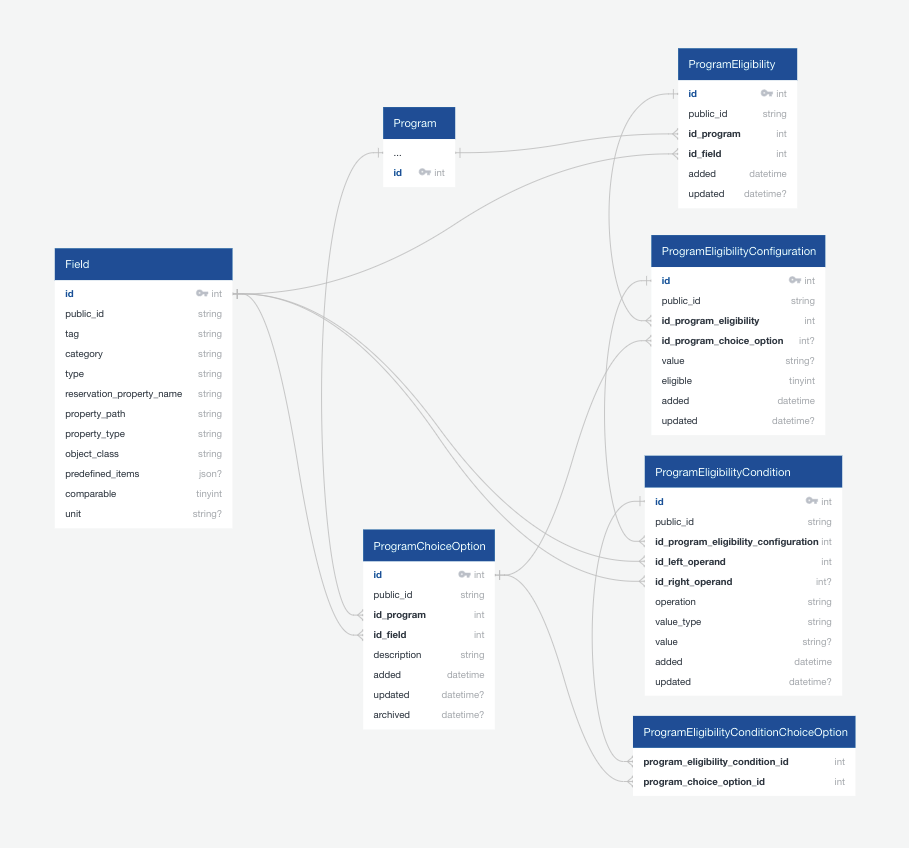 ProgramEligibility
id int
public_id string
id_program int
id_field int
added datetime
updated datetime?
Program
...
id int
ProgramEligibilityConfiguration
id int
public_id string
id_program_eligibility int
id_program_choice_option int?
value string?
eligible tinyint
added datetime
updated datetime?
Field
id int
public_id string
tag string
category string
type string
reservation_property_name string
property_path string
property_type string
object_class string
predefined_items json?
comparable tinyint
unit string?
ProgramEligibilityCondition
id int
public_id string
id_program_eligibility_configuration int
id_left_operand int
id_right_operand int?
operation string
value_type string
value string?
added datetime
updated datetime?
ProgramChoiceOption
id int
public_id string
id_program int
id_field int
description string
added datetime
updated datetime?
archived datetime?
ProgramEligibilityConditionChoiceOption
program_eligibility_condition_id int
program_choice_option_id int